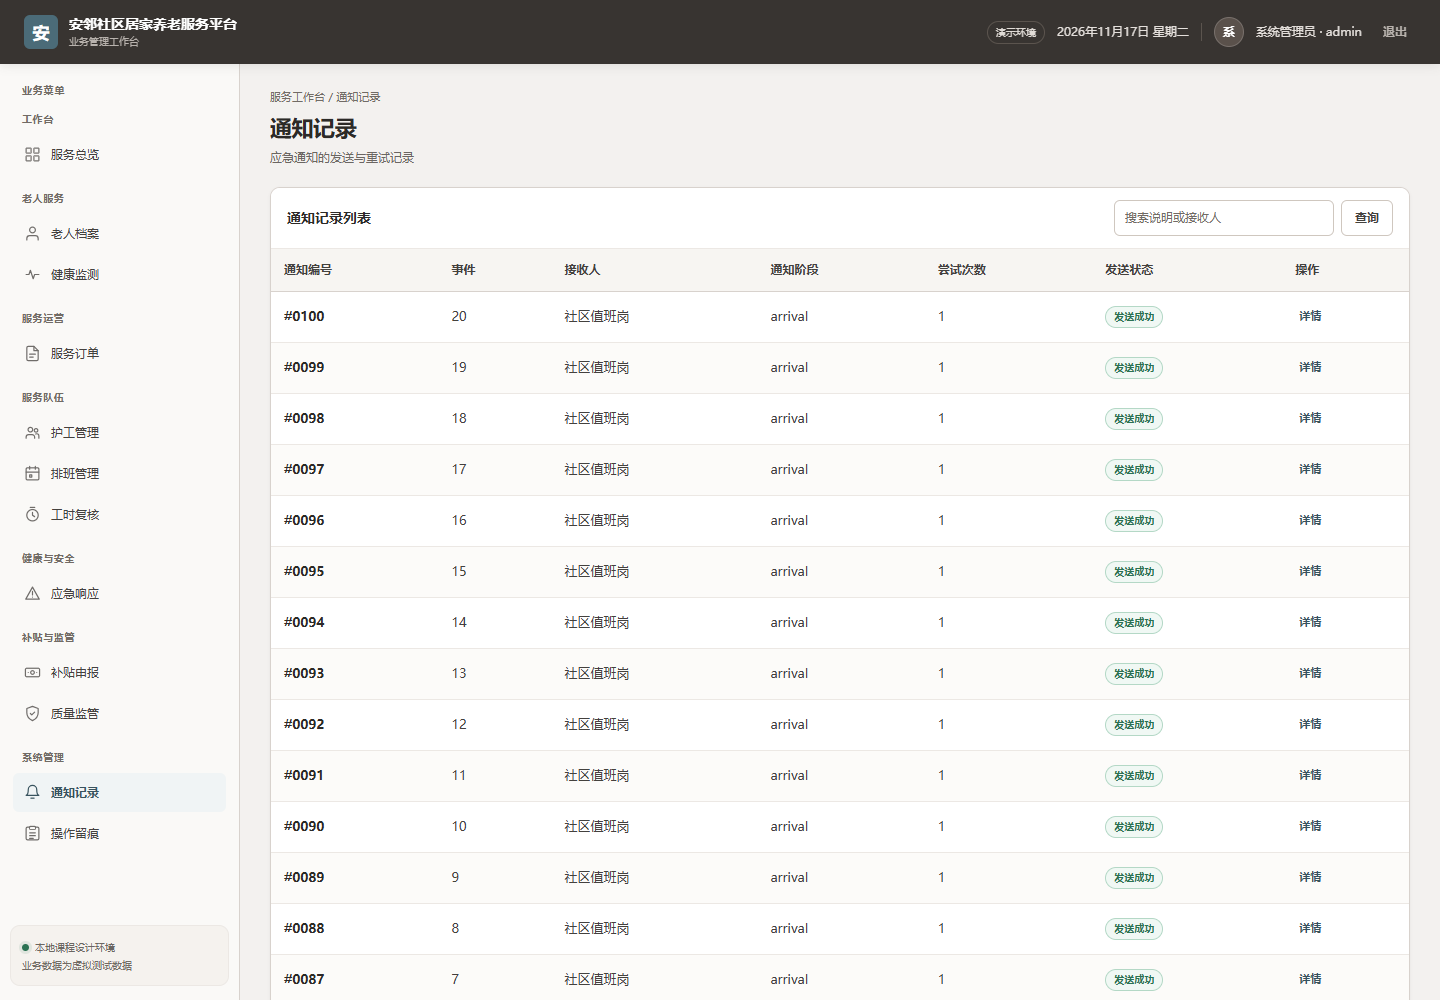 安 安邻社区居家养老服务平台
业务管理工作台
演示环境 2026年11月17日 星期二 系 系统管理员 · admin 退出
业务菜单
工作台
服务总览
老人服务
老人档案
健康监测
服务运营
服务订单
服务队伍
护工管理
排班管理
工时复核
健康与安全
应急响应
补贴与监管
补贴申报
质量监管
系统管理
通知记录
操作留痕
本地课程设计环境
业务数据为虚拟测试数据
服务工作台 / 通知记录
通知记录
应急通知的发送与重试记录
通知记录列表 搜索说明或接收人 查询
通知编号 事件 接收人 通知阶段 尝试次数 发送状态 操作
#0100 20 社区值班岗 arrival 1 发送成功 详情
#0099 19 社区值班岗 arrival 1 发送成功 详情
#0098 18 社区值班岗 arrival 1 发送成功 详情
#0097 17 社区值班岗 arrival 1 发送成功 详情
#0096 16 社区值班岗 arrival 1 发送成功 详情
#0095 15 社区值班岗 arrival 1 发送成功 详情
#0094 14 社区值班岗 arrival 1 发送成功 详情
#0093 13 社区值班岗 arrival 1 发送成功 详情
#0092 12 社区值班岗 arrival 1 发送成功 详情
#0091 11 社区值班岗 arrival 1 发送成功 详情
#0090 10 社区值班岗 arrival 1 发送成功 详情
#0089 9 社区值班岗 arrival 1 发送成功 详情
#0088 8 社区值班岗 arrival 1 发送成功 详情
#0087 7 社区值班岗 arrival 1 发送成功 详情